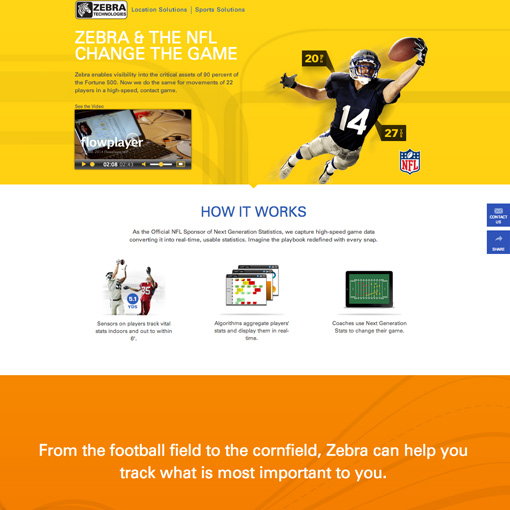 ZEBRA
TECHNOLOGIES
Location Solutions | Sports Solutions
ZEBRA & THE NFL
CHANGE THE GAME
Zebra enables visibility into the critical assets of 90 percent of
the Fortune 500. Now we do the same for movements of 22
players in a high-speed, contact game.
See the Video
flowplayer
02:08 02:43
20
14
27
NFL
CONTACT
US
SHARE
HOW IT WORKS
As the Official NFL Sponsor of Next Generation Statistics, we capture high-speed game data
converting it into real-time, usable statistics. Imagine the playbook redefined with every snap.
5.1
YDS
35
Sensors on players track vital
stats indoors and out to within
6".
Algorithms aggregate players'
stats and display them in real-
time.
Coaches use Next Generation
Stats to change their game.
From the football field to the cornfield, Zebra can help you
track what is most important to you.